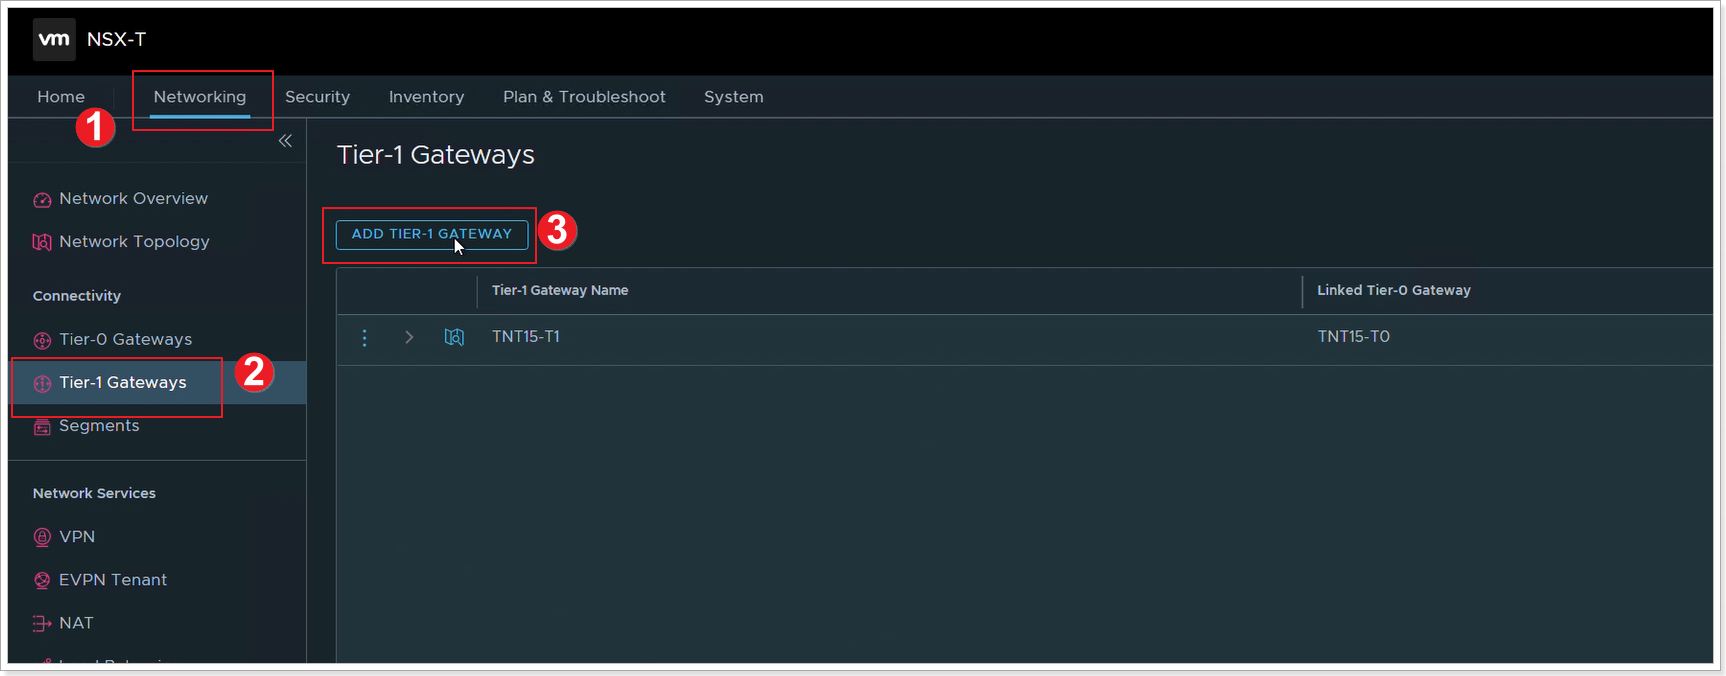 vm NSX-T
Home Networking Security Inventory Plan & Troubleshoot System
1
Tier-1 Gateways
Network Overview
Network Topology
Connectivity
Tier-0 Gateways
Tier-1 Gateways
2
Segments
Network Services
VPN
EVPN Tenant
NAT
ADD TIER-1 GATEWAY
3
Tier-1 Gateway Name Linked Tier-0 Gateway
TNT15-T1 TNT15-T0